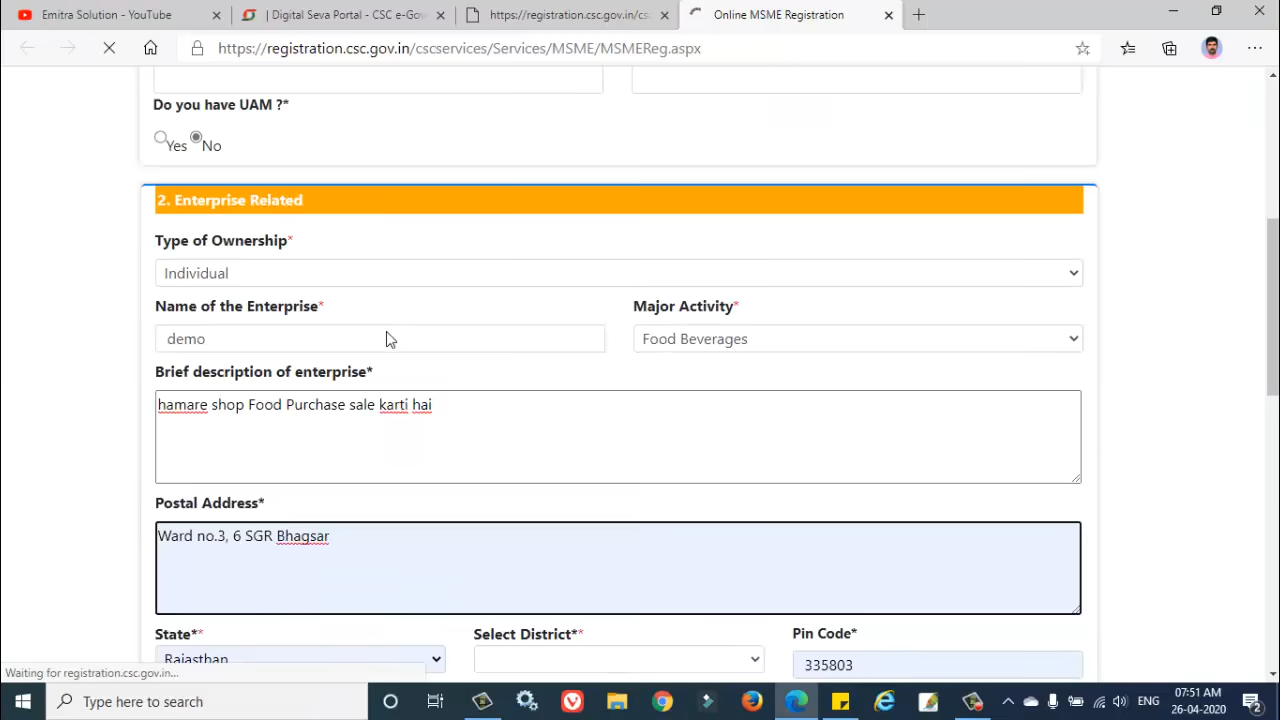 Emitra Solution - YouTube
Digital Seva Portal - CSC e-Gov
https://registration.csc.gov.in/cs
Online MSME Registration
https://registration.csc.gov.in/cscservices/Services/MSME/MSMEReg.aspx
Do you have UAM ?*
Yes No
2. Enterprise Related
Type of Ownership*
Individual
Name of the Enterprise* Major Activity*
demo Food Beverages
Brief description of enterprise*
hamare shop Food Purchase sale karti hai
Postal Address*
Ward no.3, 6 SGR Bhagsar
State** Select District** Pin Code*
Rajasthan 335803
Waiting for registration.csc.gov.in...
Type here to search
ENG
07:51 AM
26-04-2020
2